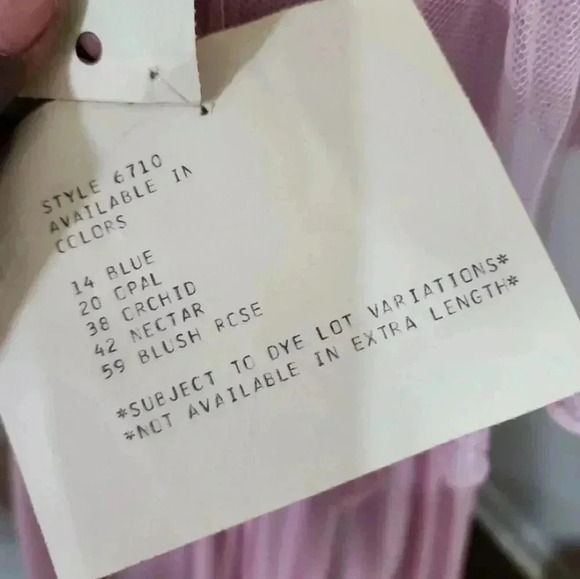 STYLE 6710
AVAILABLE IN
COLORS
14 BLUE
20 OPAL
38 ORCHID
42 NECTAR
59 BLUSH ROSE
*SUBJECT TO DYE LOT VARIATIONS*
*NOT AVAILABLE IN EXTRA LENGTH*